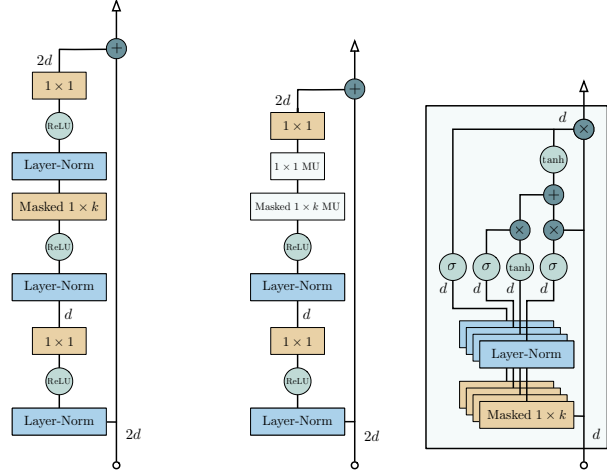 2d
+
1 × 1
ReLU
Layer-Norm
Masked 1 × k
ReLU
Layer-Norm
d
1 × 1
ReLU
Layer-Norm
2d
2d
+
1 × 1
1 × 1 MU
Masked 1 × k MU
ReLU
Layer-Norm
d
1 × 1
ReLU
Layer-Norm
2d
d
×
tanh
+
×
×
σ
σ
tanh
σ
d
d
d
d
Layer-Norm
Masked 1 × k
d